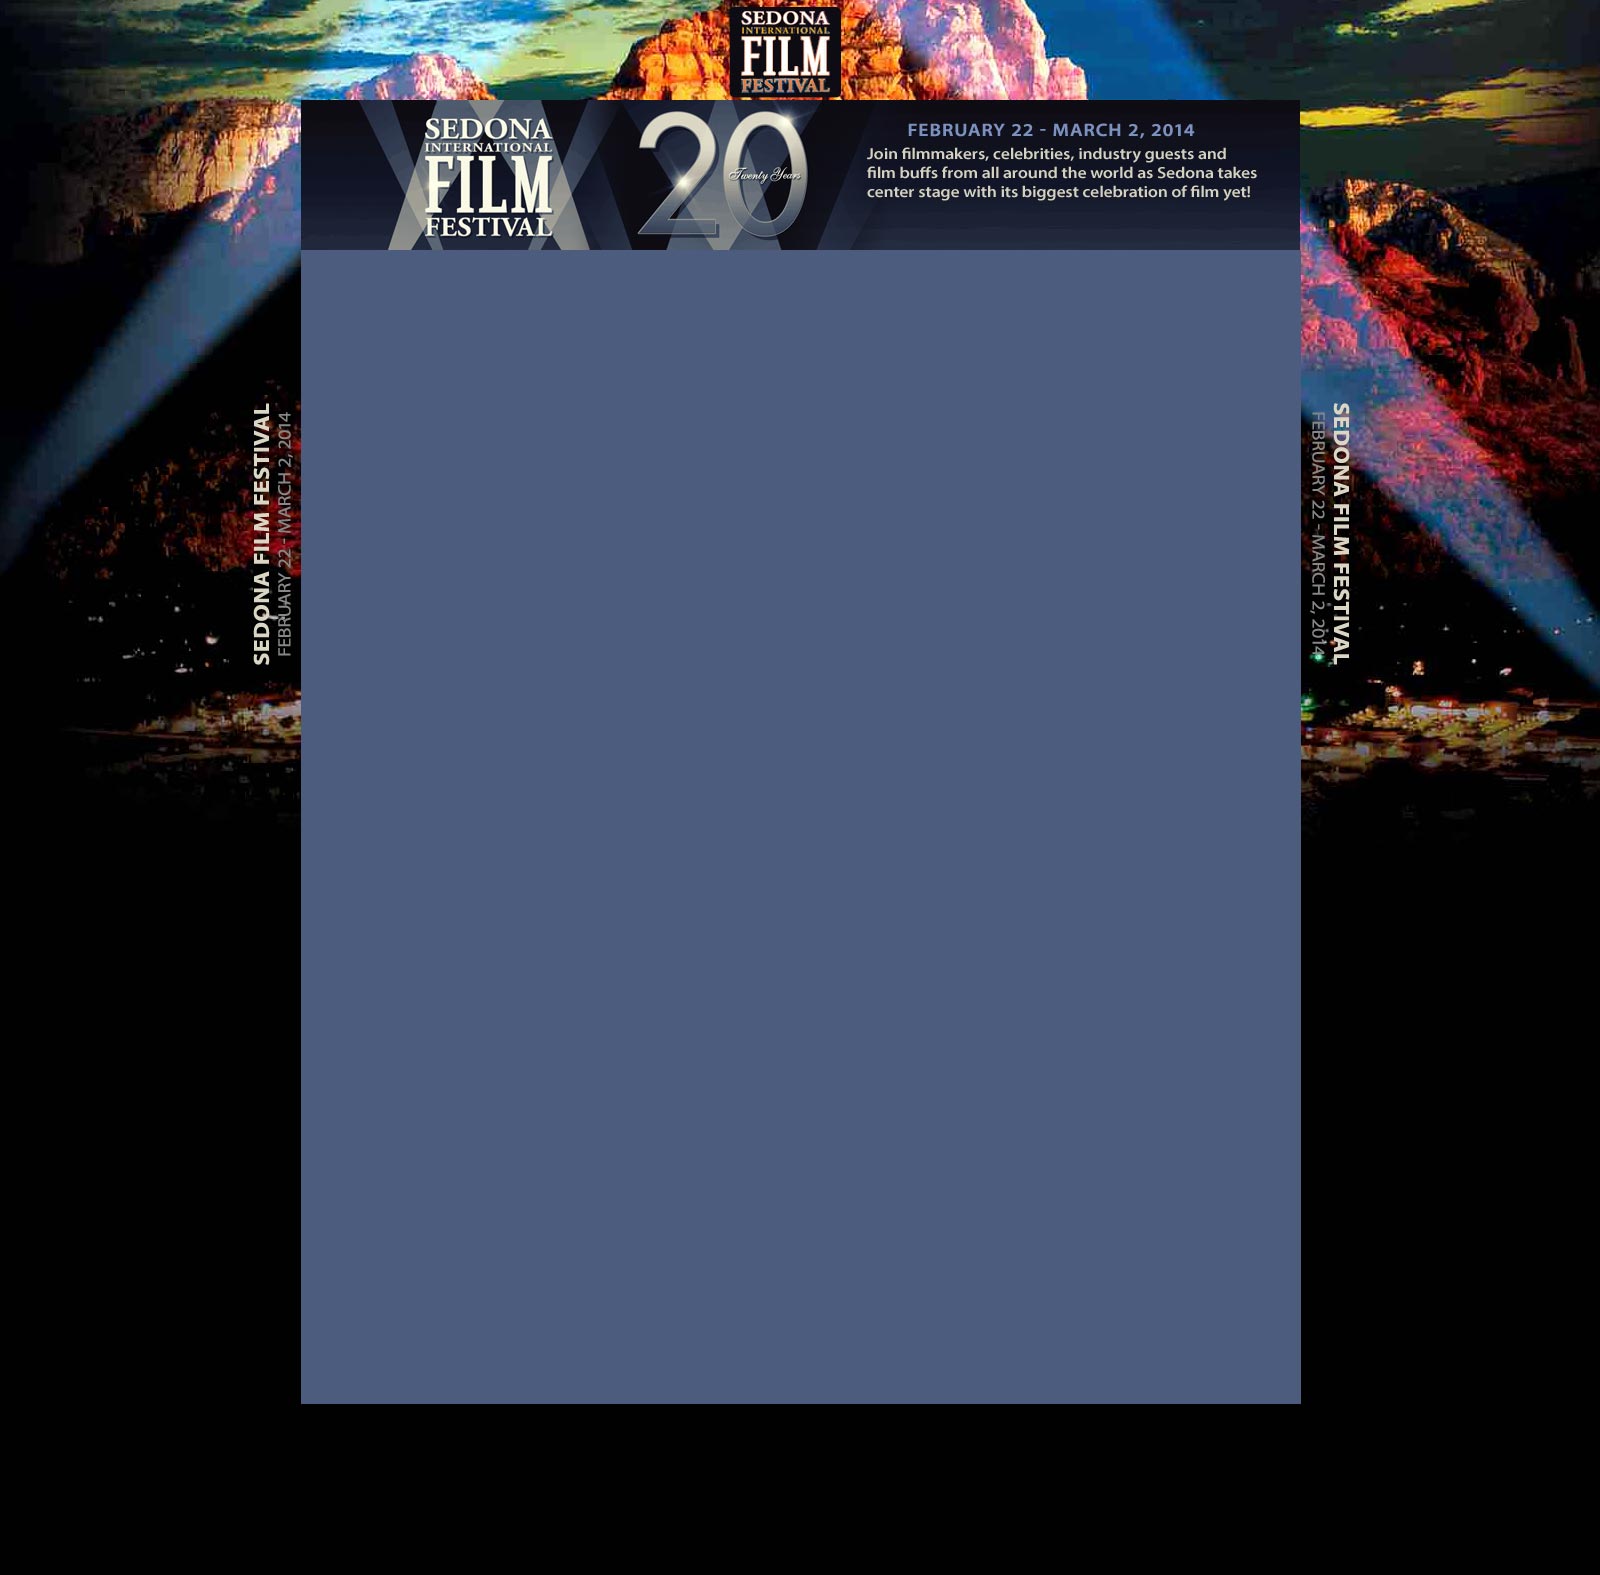 SEDONA
INTERNATIONAL
FILM
FESTIVAL
SEDONA
INTERNATIONAL
FILM
FESTIVAL
20
Twenty Years
FEBRUARY 22 - MARCH 2, 2014
Join filmmakers, celebrities, industry guests and
film buffs from all around the world as Sedona takes
center stage with its biggest celebration of film yet!
SEDONA FILM FESTIVAL
FEBRUARY 22 - MARCH 2, 2014
SEDONA FILM FESTIVAL
FEBRUARY 22 - MARCH 2, 2014